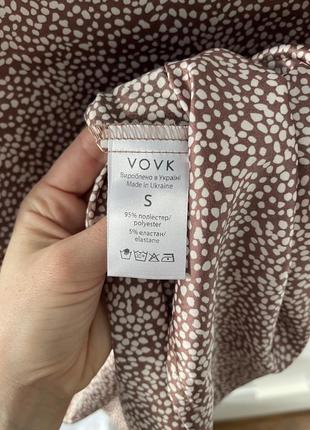 VOVK
Вироблено в Україні
Made in Ukraine
S
95% поліестер/
polyester
5% еластан/
elastane